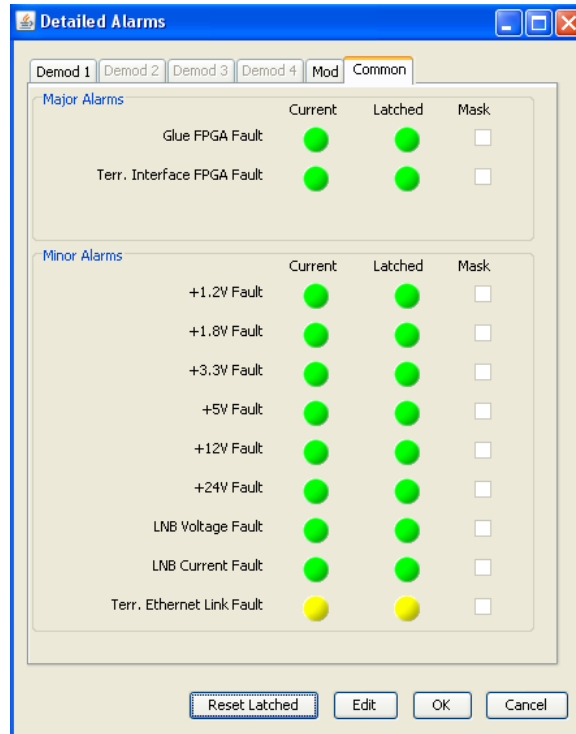 Detailed Alarms
Demod 1 Demod 2 Demod 3 Demod 4 Mod Common
Major Alarms
Current Latched Mask
Glue FPGA Fault
Terr. Interface FPGA Fault
Minor Alarms
Current Latched Mask
+1.2V Fault
+1.8V Fault
+3.3V Fault
+5V Fault
+12V Fault
+24V Fault
LNB Voltage Fault
LNB Current Fault
Terr. Ethernet Link Fault
Reset Latched Edit OK Cancel